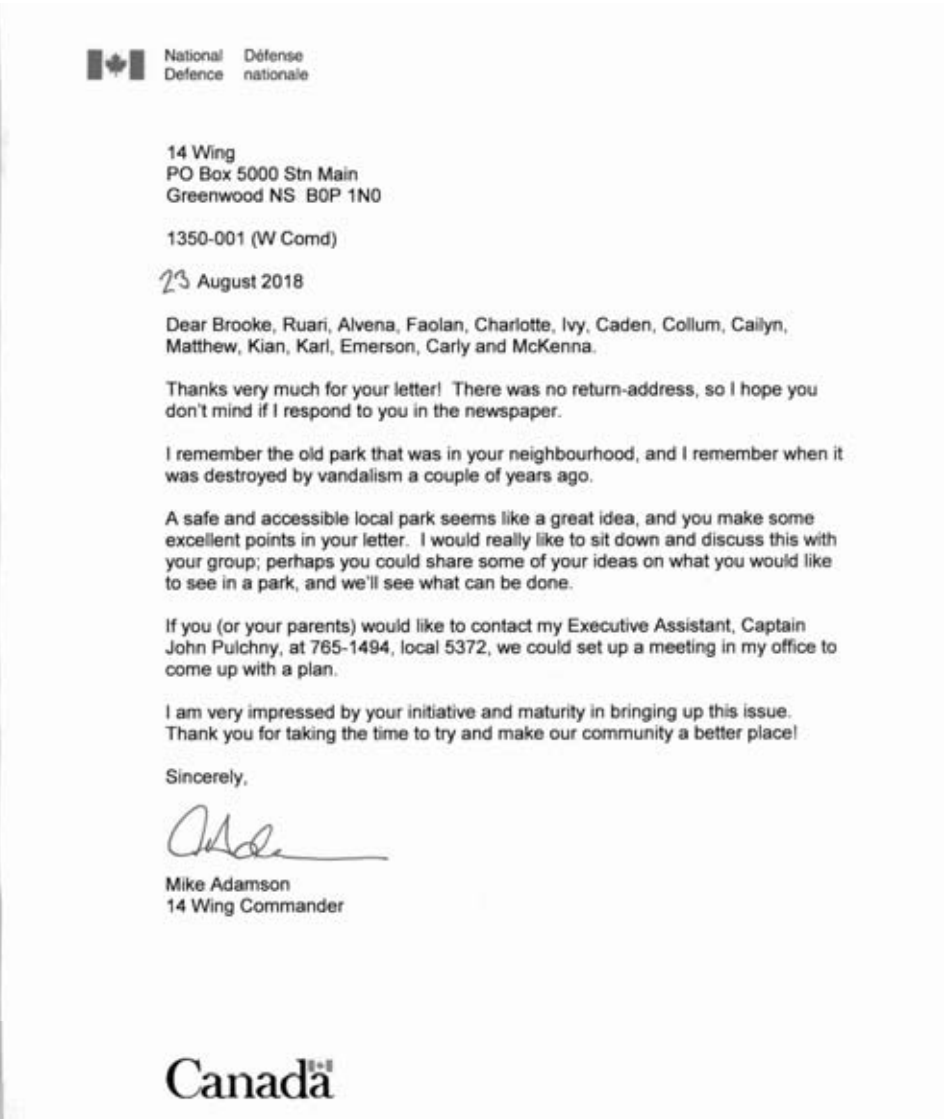 National Défense
Defence nationale
14 Wing
PO Box 5000 Stn Main
Greenwood NS B0P 1N0
1350-001 (W Comd)
23 August 2018
Dear Brooke, Ruari, Alvena, Faolan, Charlotte, Ivy, Caden, Collum, Cailyn,
Matthew, Kian, Karl, Emerson, Carly and McKenna.
Thanks very much for your letter! There was no return-address, so I hope you
don't mind if I respond to you in the newspaper.
I remember the old park that was in your neighbourhood, and I remember when it
was destroyed by vandalism a couple of years ago.
A safe and accessible local park seems like a great idea, and you make some
excellent points in your letter. I would really like to sit down and discuss this with
your group; perhaps you could share some of your ideas on what you would like
to see in a park, and we'll see what can be done.
If you (or your parents) would like to contact my Executive Assistant, Captain
John Pulchny, at 765-1494, local 5372, we could set up a meeting in my office to
come up with a plan.
I am very impressed by your initiative and maturity in bringing up this issue.
Thank you for taking the time to try and make our community a better place!
Sincerely,
Mike Adamson
14 Wing Commander
Canada